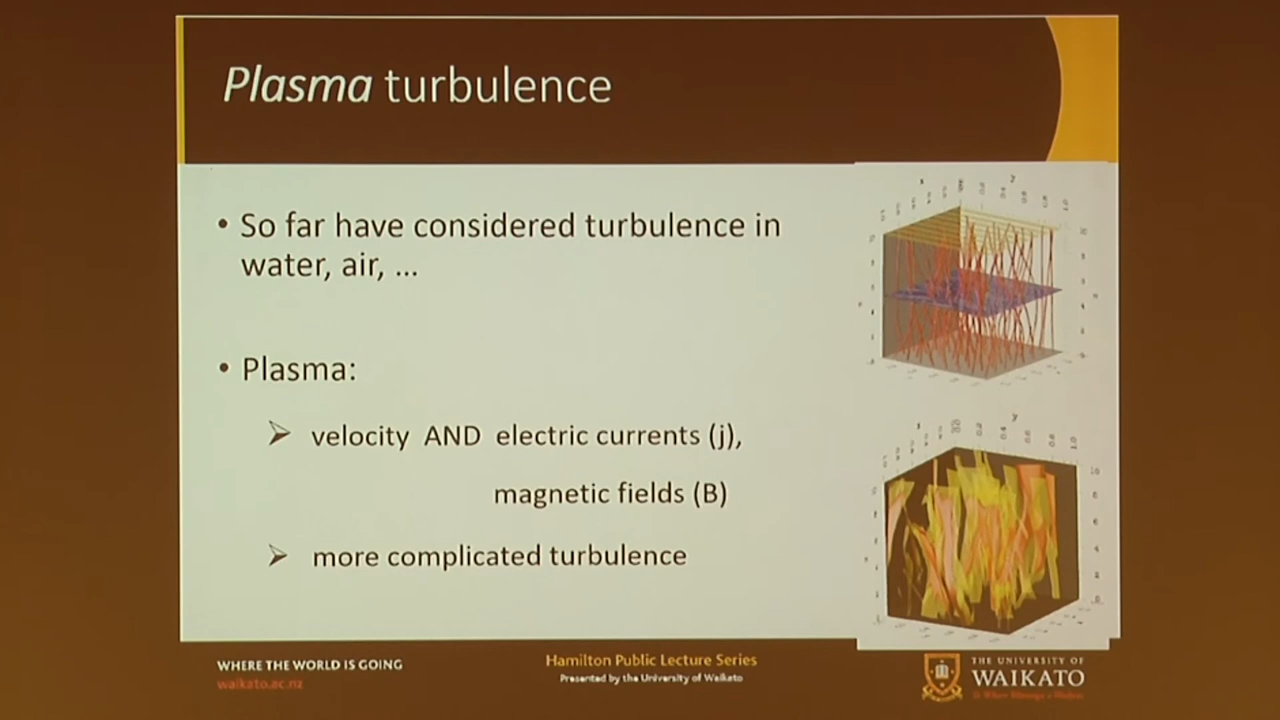 Plasma turbulence
• So far have considered turbulence in
water, air, ...
• Plasma:
➢ velocity AND electric currents (j),
magnetic fields (B)
➢ more complicated turbulence
WHERE THE WORLD IS GOING
waikato.ac.nz
Hamilton Public Lecture Series
Presented by the University of Waikato
THE UNIVERSITY OF
WAIKATO